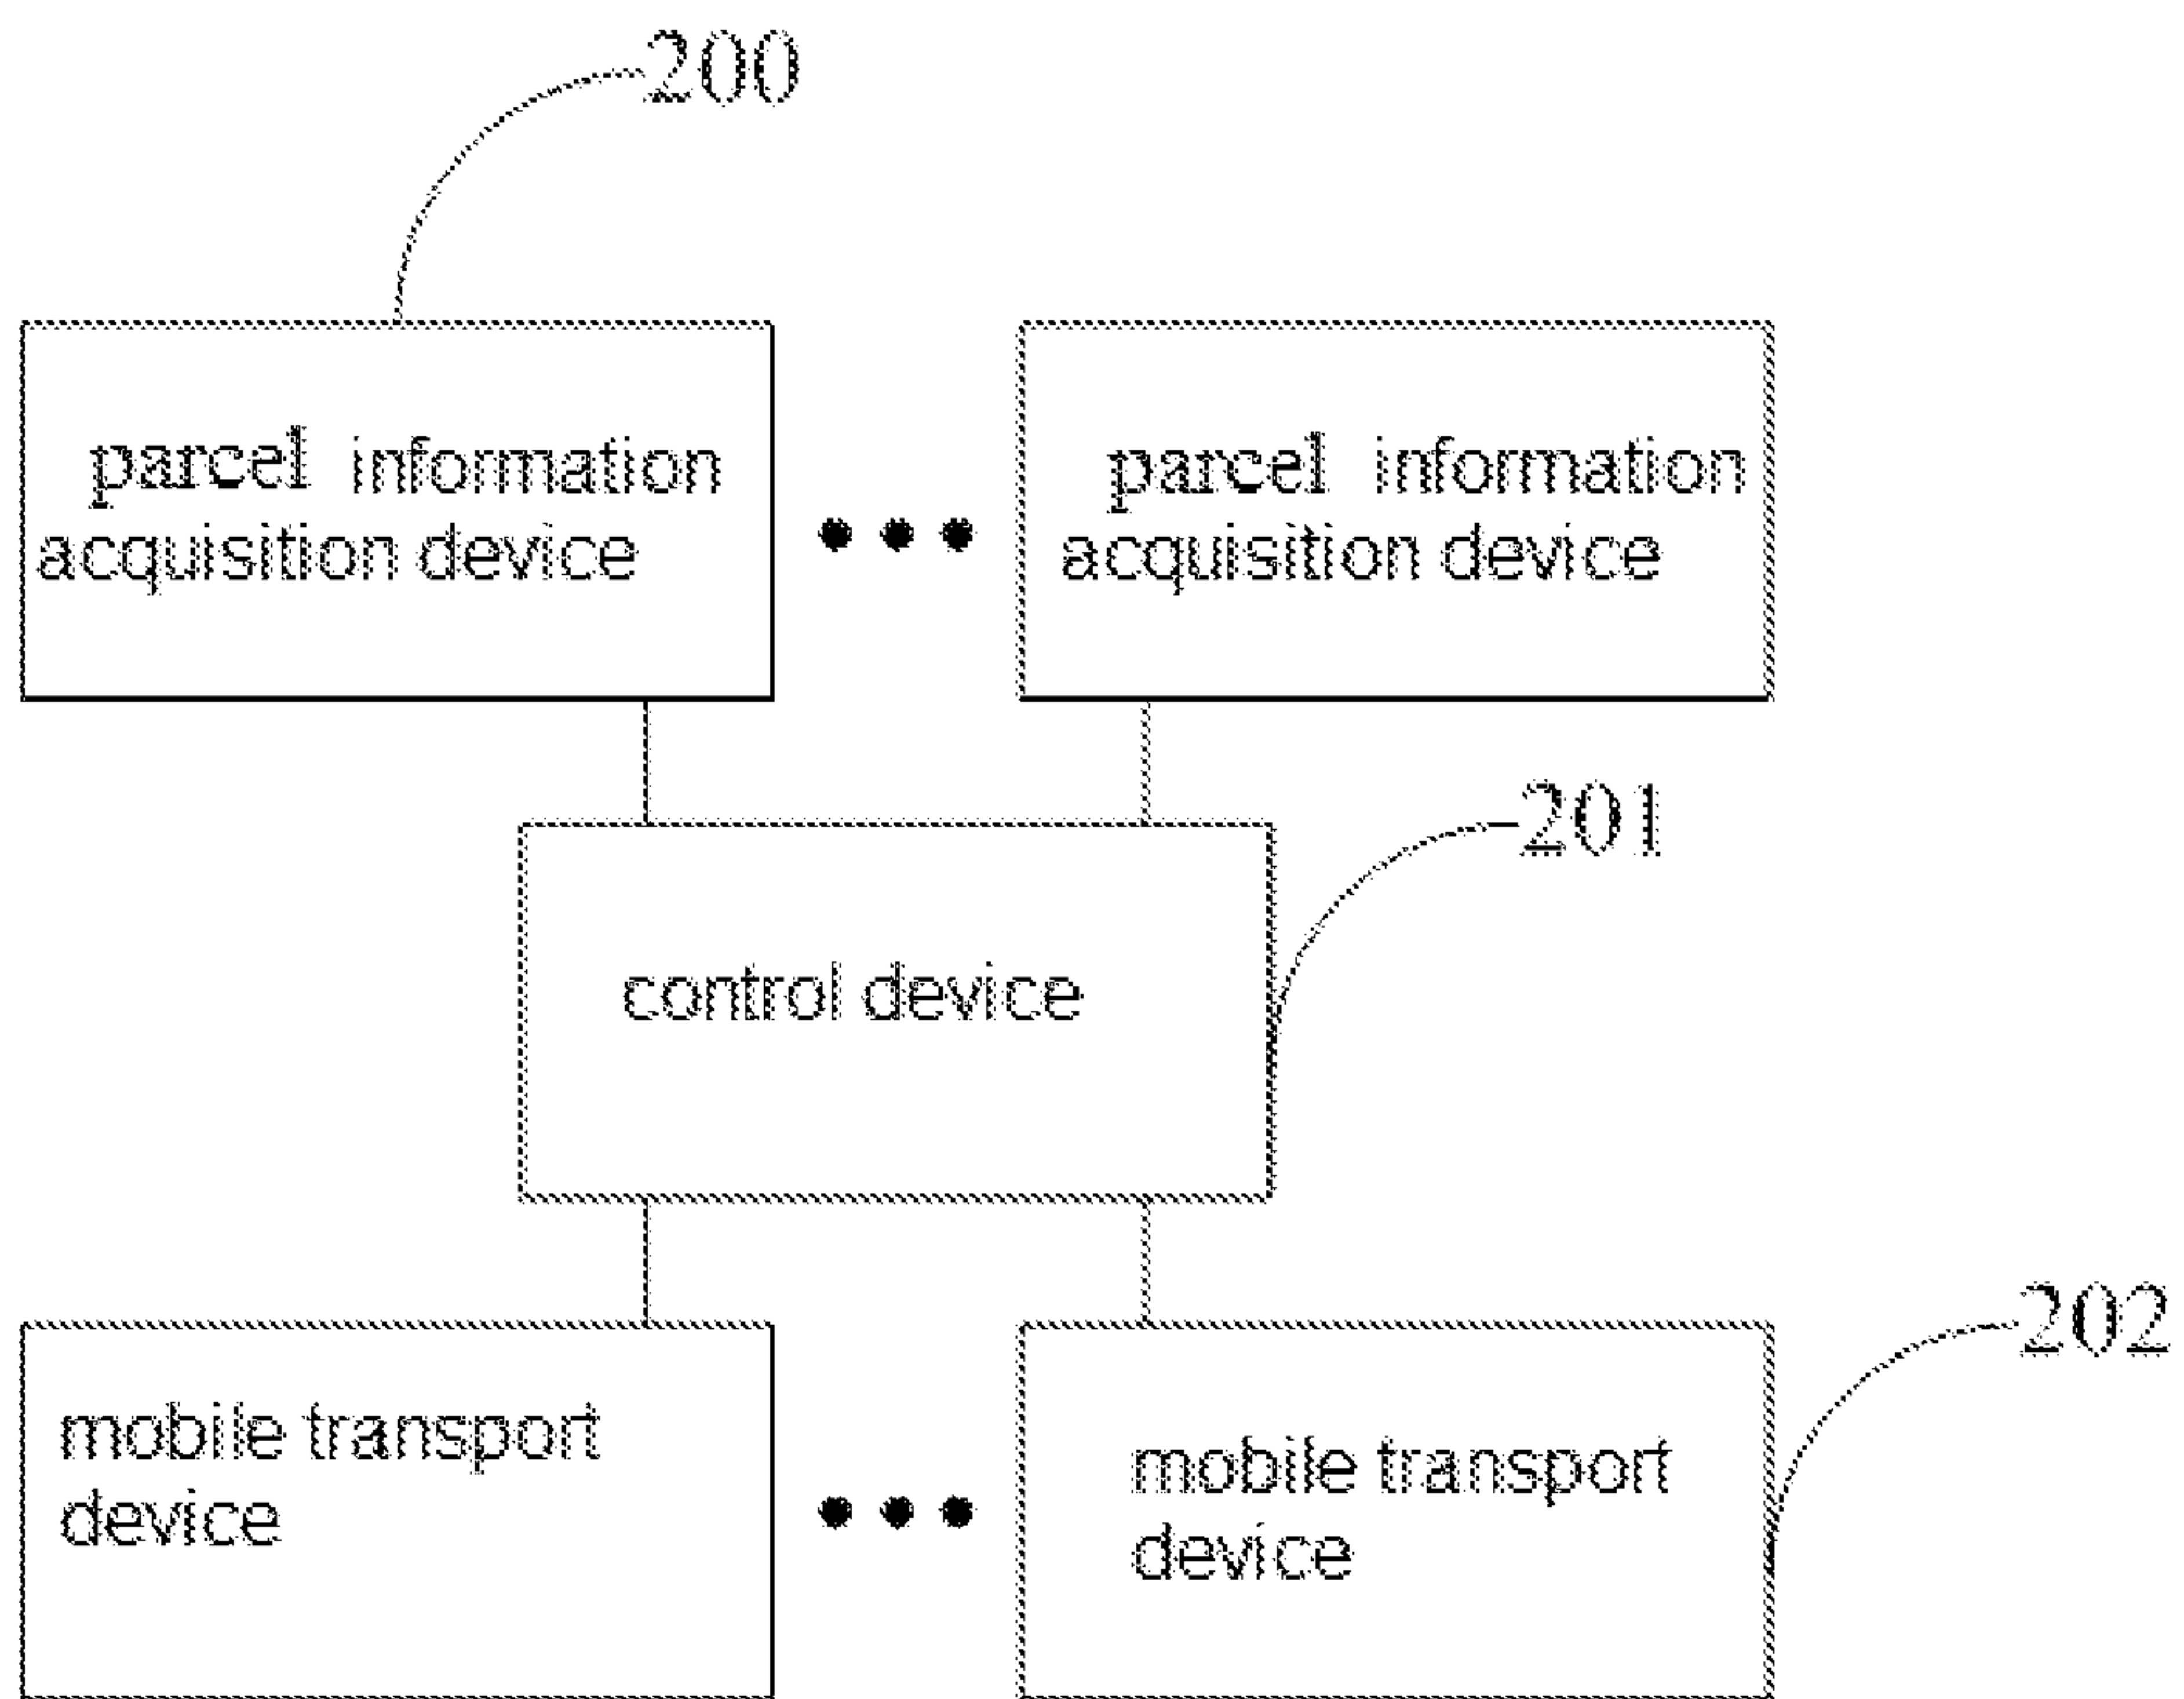 200
parcel information
acquisition device
parcel information
acquisition device
201
control device
202
mobile transport
device
mobile transport
device